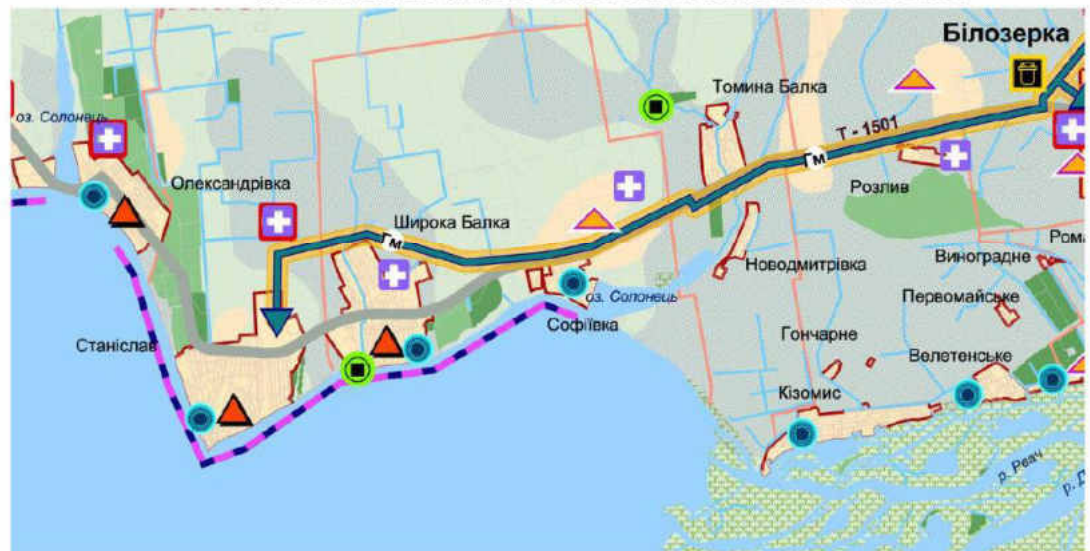 Білозерка
Томина Балка
оз. Солонець
Т - 1501
Гм
Олександрівка
Розлив
Широка Балка
Гм
Рома
Виноградне
Новодмитрівка
оз. Солонець
Первомайське
Софіївка
Гончарне
Станіслав
Велетенське
Кізомис
р. Рвач
р. Д